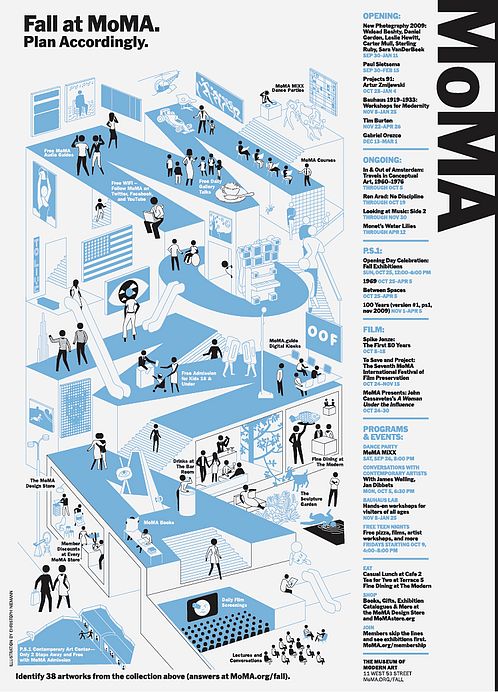 Fall at MoMA.
Plan Accordingly.
MoMA
MoMA MIXX
Dance Parties
Free MoMA
Audio Guides
MoMA Courses
Free WiFi—
Follow MoMA on
Twitter, Facebook,
and YouTube
Free Daily
Gallery
Talks
OOF
MoMA.guide
Digital Kiosks
Free Admission
for Kids 16 &
Under
Drinks at
The Bar
Room
Fine Dining at
The Modern
The MoMA
Design Store
The
Sculpture
Garden
MoMA Books
Member
Discounts
at Every
MoMA Store
Daily Film
Screenings
P.S.1 Contemporary Art Center—
Only 2 Stops Away and Free
with MoMA Admission
Lectures and
Conversations
ILLUSTRATION BY CHRISTOPH NIEMANN
Identify 38 artworks from the collection above (answers at MoMA.org/fall).
OPENING:
New Photography 2009:
Walead Beshty, Daniel
Gordon, Leslie Hewitt,
Carter Mull, Sterling
Ruby, Sara VanDerBeek
SEP 30–JAN 11
Paul Sietsema
SEP 30–FEB 15
Projects 91:
Artur Zmijewski
OCT 28–JAN 4
Bauhaus 1919–1933:
Workshops for Modernity
NOV 8–JAN 25
Tim Burton
NOV 22–APR 26
Gabriel Orozco
DEC 13–MAR 1
ONGOING:
In & Out of Amsterdam:
Travels in Conceptual
Art, 1960–1976
THROUGH OCT 5
Ron Arad: No Discipline
THROUGH OCT 19
Looking at Music: Side 2
THROUGH NOV 30
Monet's Water Lilies
THROUGH APR 12
P.S.1:
Opening Day Celebration:
Fall Exhibitions
SUN, OCT 25, 12:00–6:00 PM
1969 OCT 25–APR 5
Between Spaces
OCT 25–APR 5
100 Years (version #1, ps1,
nov 2009) NOV 1–APR 5
FILM:
Spike Jonze:
The First 80 Years
OCT 8–18
To Save and Project:
The Seventh MoMA
International Festival of
Film Preservation
OCT 24–NOV 16
MoMA Presents: John
Cassavetes's A Woman
Under the Influence
OCT 24–30
PROGRAMS
& EVENTS:
DANCE PARTY
MoMA MIXX
SAT, SEP 26, 9:00 PM
CONVERSATIONS WITH
CONTEMPORARY ARTISTS
With James Welling,
Jan Dibbets
MON, OCT 5, 6:30 PM
BAUHAUS LAB
Hands-on workshops for
visitors of all ages
NOV 8–JAN 25
FREE TEEN NIGHTS
Free pizza, films, artist
workshops, and more
FRIDAYS STARTING OCT 9,
4:00–8:00 PM
EAT
Casual Lunch at Cafe 2
Tea for Two at Terrace 5
Fine Dining at The Modern
SHOP
Books, Gifts, Exhibition
Catalogues & More at
the MoMA Design Store
and MoMAstore.org
JOIN
Members skip the lines
and see exhibitions first.
MoMA.org/membership
THE MUSEUM OF
MODERN ART
11 WEST 53 STREET
MoMA.ORG/FALL